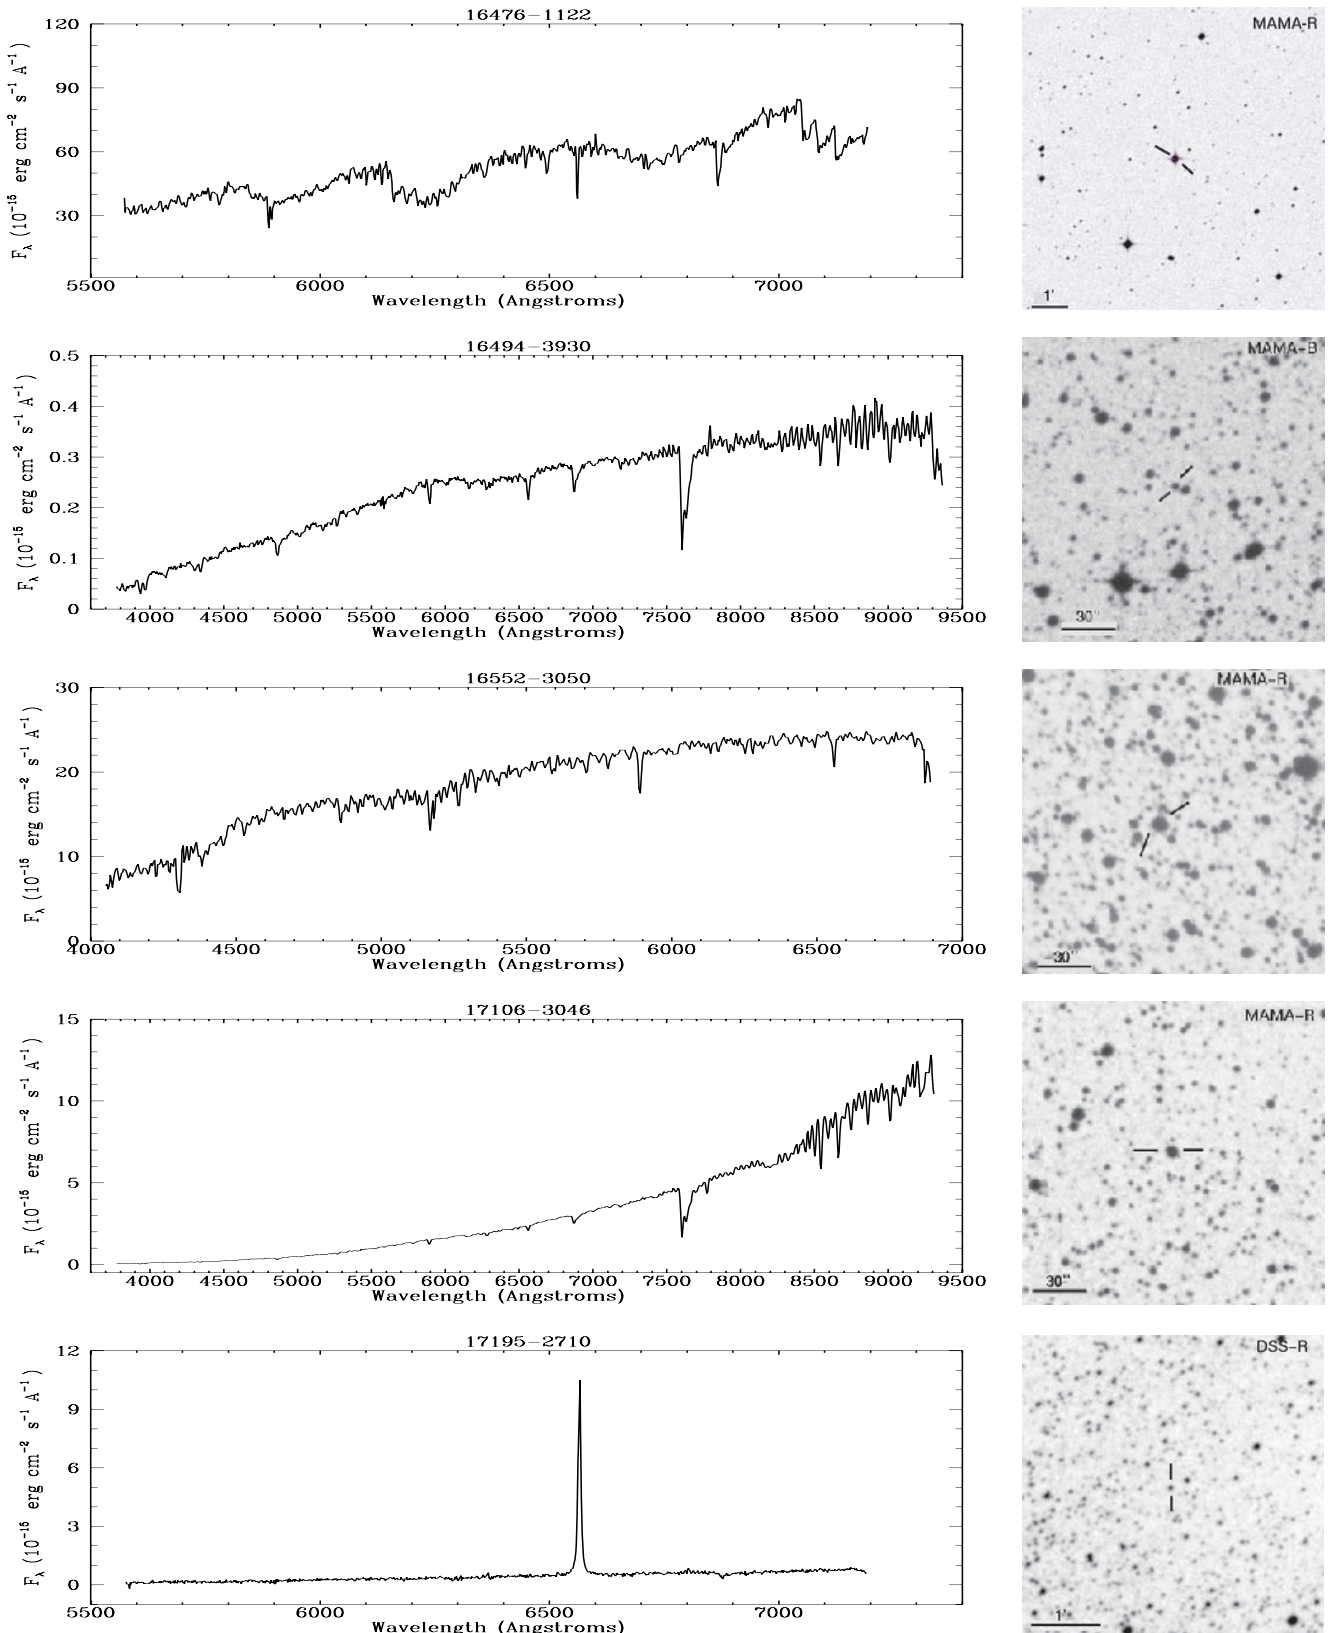 16476−1122
MAMA-R
120
90
60
30
F_λ (10^−15 erg cm^−2 s^−1 A^−1)
5500 6000 6500 7000
Wavelength (Angstroms)
1'
16494−3930
MAMA-B
0.5
0.4
0.3
0.2
0.1
0
F_λ (10^−15 erg cm^−2 s^−1 A^−1)
4000 4500 5000 5500 6000 6500 7000 7500 8000 8500 9000 9500
Wavelength (Angstroms)
30"
16552−3050
MAMA-R
30
20
10
0
F_λ (10^−15 erg cm^−2 s^−1 A^−1)
4000 4500 5000 5500 6000 6500 7000
Wavelength (Angstroms)
30"
17106−3046
MAMA-R
15
10
5
0
F_λ (10^−15 erg cm^−2 s^−1 A^−1)
4000 4500 5000 5500 6000 6500 7000 7500 8000 8500 9000 9500
Wavelength (Angstroms)
30"
17195−2710
DSS-R
12
9
6
3
0
F_λ (10^−15 erg cm^−2 s^−1 A^−1)
5500 6000 6500 7000
Wavelength (Angstroms)
1'